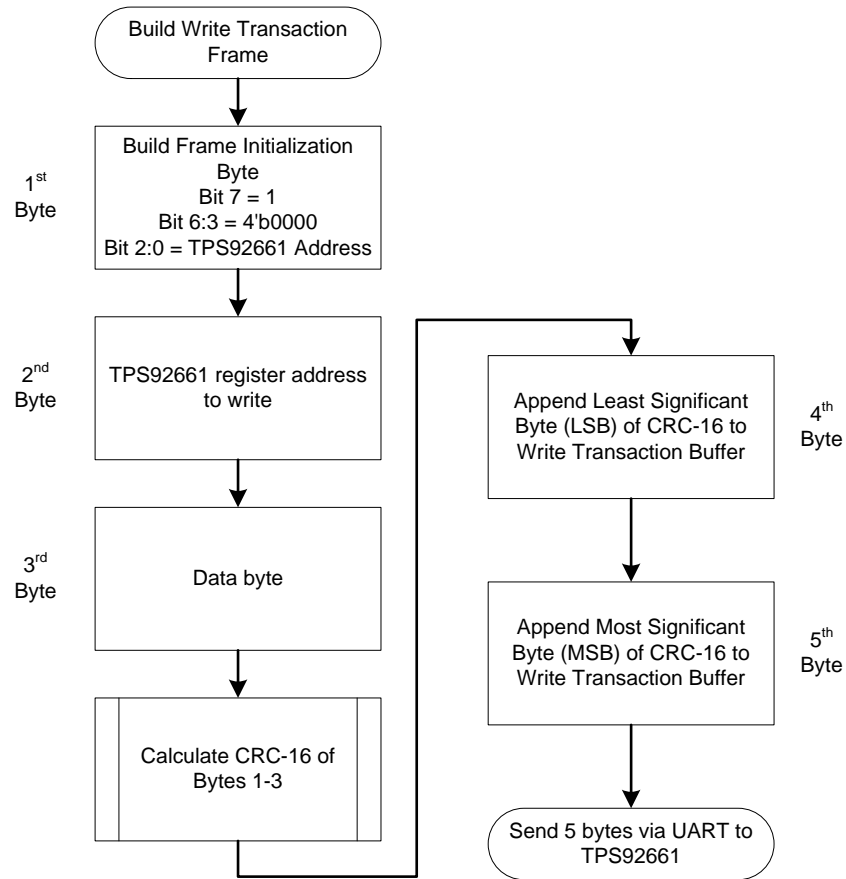 Build Write Transaction
Frame
1st
Byte
Build Frame Initialization
Byte
Bit 7 = 1
Bit 6:3 = 4'b0000
Bit 2:0 = TPS92661 Address
2nd
Byte
TPS92661 register address
to write
3rd
Byte
Data byte
Calculate CRC-16 of
Bytes 1-3
Append Least Significant
Byte (LSB) of CRC-16 to
Write Transaction Buffer
4th
Byte
Append Most Significant
Byte (MSB) of CRC-16 to
Write Transaction Buffer
5th
Byte
Send 5 bytes via UART to
TPS92661